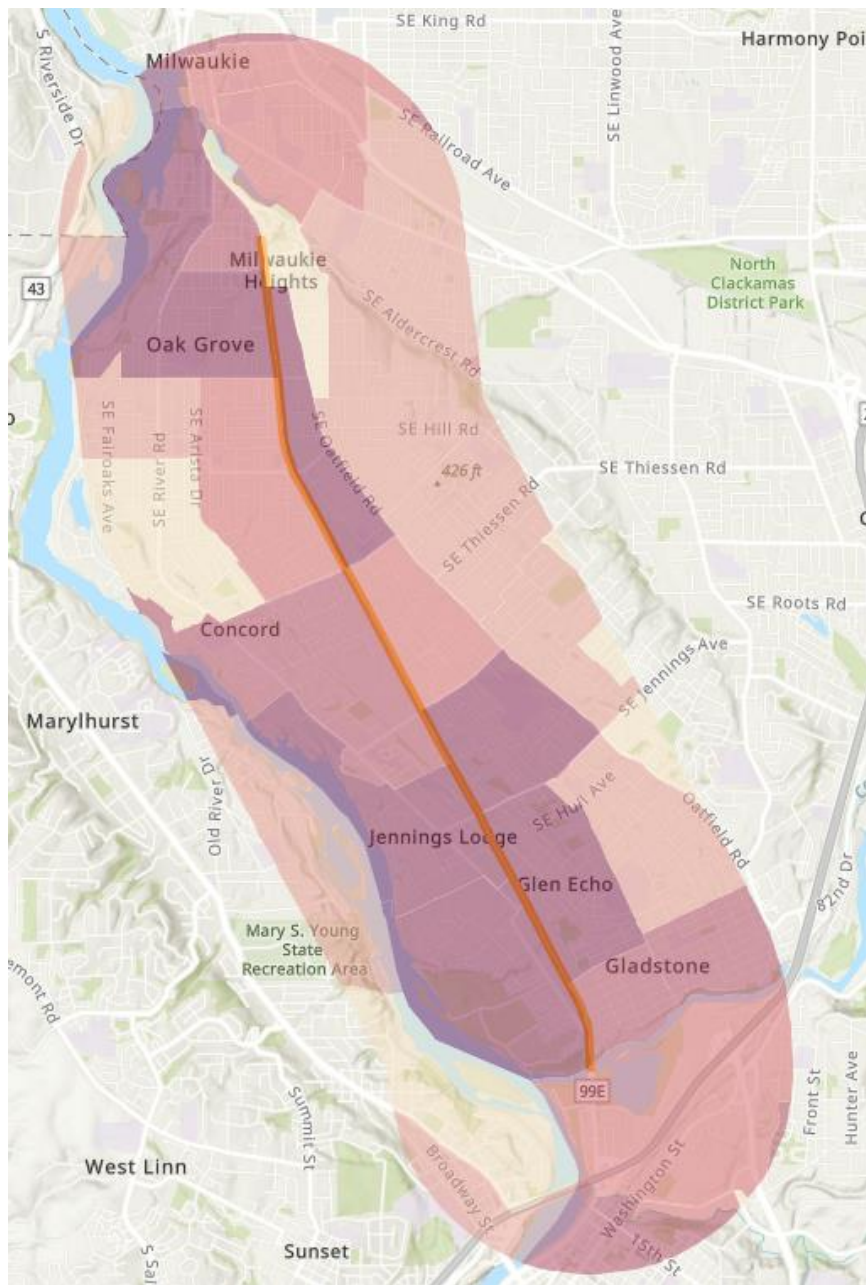 SE King Rd
Harmony Poi
Milwaukie
S Riverside Dr
SE Linwood Ave
SE Railroad Ave
North
Clackamas
District Park
Milwaukie
Heights
43
SE Aldercrest Rd
Oak Grove
SE Fairoaks Ave
SE River Rd
SE Arista Dr
SE Oatfield Rd
SE Hill Rd
426 ft
SE Thiessen Rd
SE Thiessen Rd
SE Roots Rd
Concord
SE Jennings Ave
Marylhurst
Old River Dr
SE Hull Ave
Oatfield Rd
Jennings Lodge
82nd Dr
Glen Echo
Mary S. Young
State
Recreation Area
Gladstone
emont Rd
99E
Front St
Hunter Ave
Summit St
Broadway St
Washington St
West Linn
15th St
Sunset
S Sal